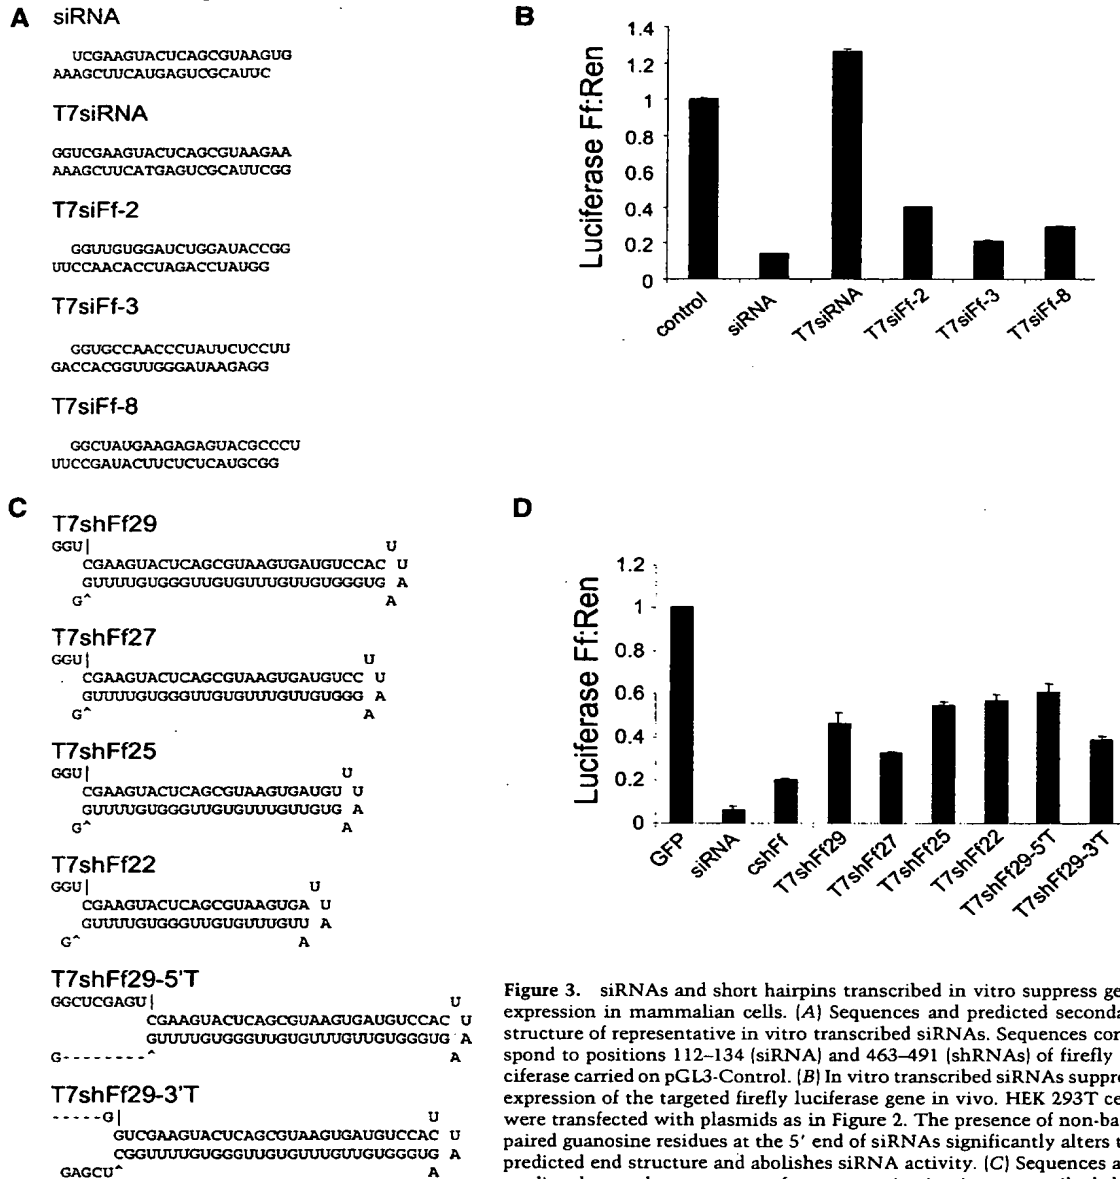 A siRNA
UCGAAGUACUCAGCGUAAGUG
AAAGCUUCAUGAGUCGCAUUC
T7siRNA
GGUCGAAGUACUCAGCGUAAGAA
AAAGCUUCATGAGUCGCAUUCGG
T7siFf-2
GGUUGUGGAUCUGGAUACCGG
UUCCAACACCUAGACCUAUGG
T7siFf-3
GGUGCCAACCCUAUUCUCCUU
GACCACGGUUGGGAUAAGAGG
T7siFf-8
GGCUAUGAAGAGAGUACGCCCU
UUCCGAUACUUCUCUCAUGCGG
B
Luciferase Ff:Ren
1.4
1.2
1
0.8
0.6
0.4
0.2
0
control
siRNA
T7siRNA
T7siFf-2
T7siFf-3
T7siFf-8
C
T7shFf29
GGU| U
CGAAGUACUCAGCGUAAGUGAUGUCCAC U
GUUUUGUGGGUUGUGUUUGUUGUGGGUG A
G^ A
T7shFf27
GGU| U
CGAAGUACUCAGCGUAAGUGAUGUCC U
GUUUUGUGGGUUGUGUUUGUUGUGGG A
G^ A
T7shFf25
GGU| U
CGAAGUACUCAGCGUAAGUGAUGU U
GUUUUGUGGGUUGUGUUUGUUGUG A
G^ A
T7shFf22
GGU| U
CGAAGUACUCAGCGUAAGUGA U
GUUUUGUGGGUUGUGUUUGUU A
G^ A
T7shFf29-5'T
GGCUCGAGU| U
CGAAGUACUCAGCGUAAGUGAUGUCCAC U
GUUUUGUGGGUUGUGUUUGUUGUGGGUG A
G--------^ A
T7shFf29-3'T
-----G| U
GUCGAAGUACUCAGCGUAAGUGAUGUCCAC U
CGGUUUUGUGGGUUGUGUUUGUUGUGGGUG A
GAGCU^ A
D
Luciferase Ff:Ren
1.2
1
0.8
0.6
0.4
0.2
0
GFP
siRNA
cshFf
T7shFf29
T7shFf27
T7shFf25
T7shFf22
T7shFf29-5'T
T7shFf29-3'T
Figure 3. siRNAs and short hairpins transcribed in vitro suppress ge
expression in mammalian cells. (A) Sequences and predicted seconda
structure of representative in vitro transcribed siRNAs. Sequences cor
spond to positions 112–134 (siRNA) and 463–491 (shRNAs) of firefly
ciferase carried on pGL3-Control. (B) In vitro transcribed siRNAs suppre
expression of the targeted firefly luciferase gene in vivo. HEK 293T ce
were transfected with plasmids as in Figure 2. The presence of non-ba
paired guanosine residues at the 5′ end of siRNAs significantly alters t
predicted end structure and abolishes siRNA activity. (C) Sequences a